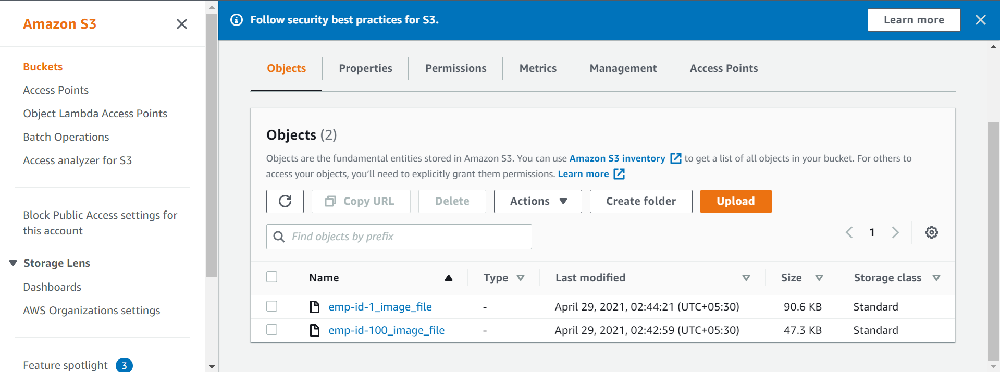 Amazon S3
Buckets
Access Points
Object Lambda Access Points
Batch Operations
Access analyzer for S3
Block Public Access settings for
this account
Storage Lens
Dashboards
AWS Organizations settings
Feature spotlight 3
Follow security best practices for S3.
Learn more
Objects Properties Permissions Metrics Management Access Points
Objects (2)
Objects are the fundamental entities stored in Amazon S3. You can use Amazon S3 inventory to get a list of all objects in your bucket. For others to
access your objects, you’ll need to explicitly grant them permissions. Learn more
Copy URL Delete Actions Create folder Upload
Find objects by prefix
1
Name Type Last modified Size Storage class
emp-id-1_image_file - April 29, 2021, 02:44:21 (UTC+05:30) 90.6 KB Standard
emp-id-100_image_file - April 29, 2021, 02:42:59 (UTC+05:30) 47.3 KB Standard